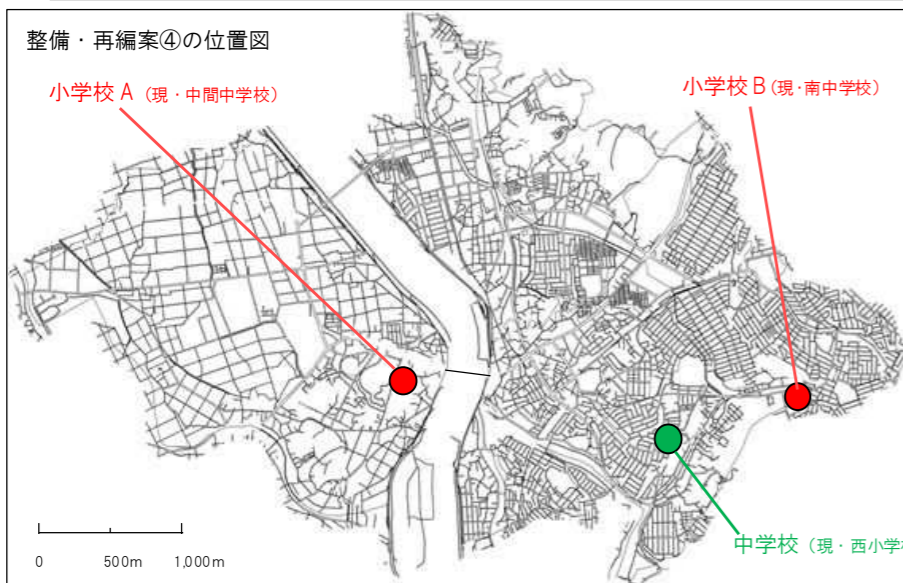 整備・再編案④の位置図
小学校A(現・中間中学校)
小学校B(現・南中学校)
中学校(現・西小学校
0 500m 1,000m